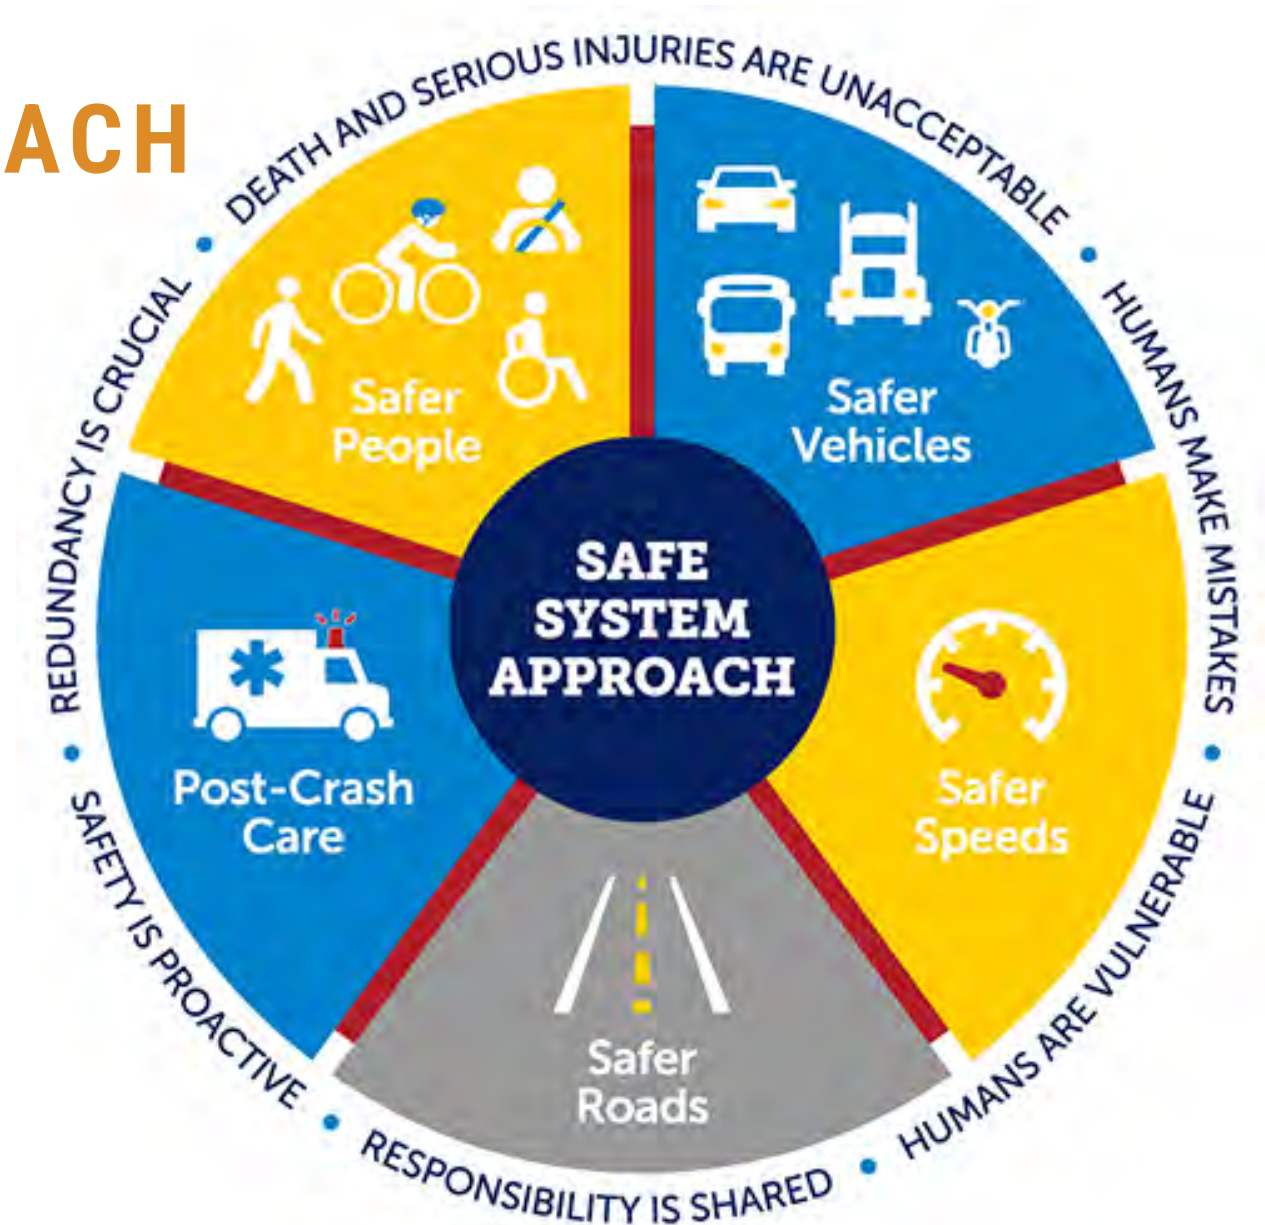 ACH
DEATH AND SERIOUS INJURIES ARE UNACCEPTABLE
HUMANS MAKE MISTAKES
HUMANS ARE VULNERABLE
RESPONSIBILITY IS SHARED
SAFETY IS PROACTIVE
REDUNDANCY IS CRUCIAL
Safer
People
Safer
Vehicles
SAFE
SYSTEM
APPROACH
Post-Crash
Care
Safer
Speeds
Safer
Roads